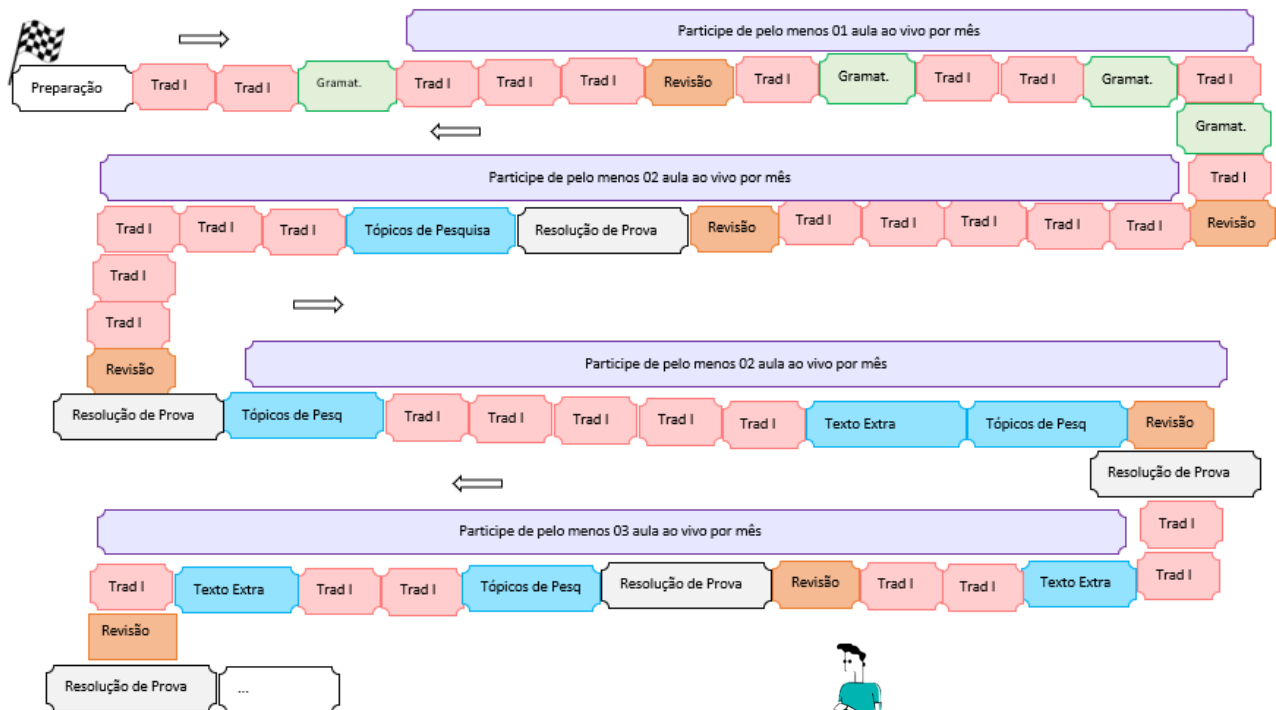 Participe de pelo menos 01 aula ao vivo por mês
Preparação Trad I Trad I Gramat. Trad I Trad I Trad I Revisão Trad I Gramat. Trad I Trad I Gramat. Trad I
Gramat.
Participe de pelo menos 02 aula ao vivo por mês Trad I
Trad I Trad I Trad I Tópicos de Pesquisa Resolução de Prova Revisão Trad I Trad I Trad I Trad I Trad I Revisão
Trad I
Trad I
Revisão
Participe de pelo menos 02 aula ao vivo por mês
Resolução de Prova Tópicos de Pesq Trad I Trad I Trad I Trad I Trad I Texto Extra Tópicos de Pesq Revisão
Resolução de Prova
Participe de pelo menos 03 aula ao vivo por mês Trad I
Trad I Texto Extra Trad I Trad I Tópicos de Pesq Resolução de Prova Revisão Trad I Trad I Texto Extra Trad I
Revisão
Resolução de Prova ...